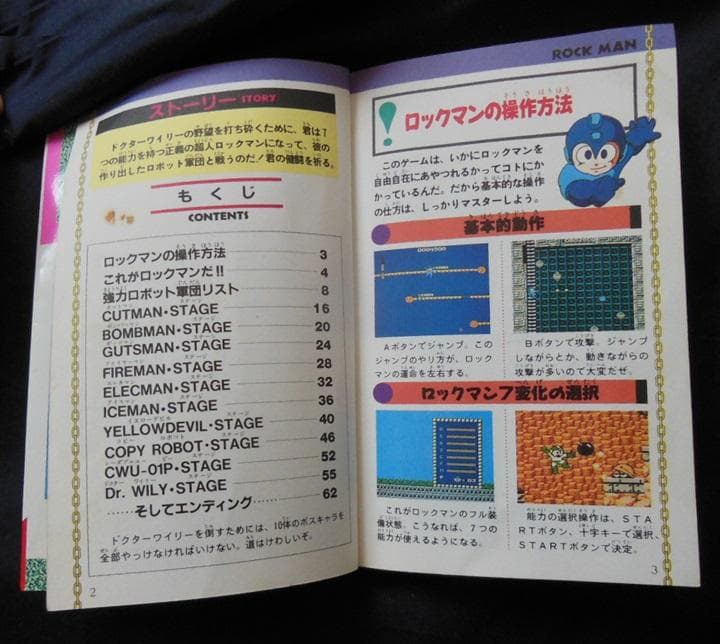 ストーリー STORY
ドクターワイリーの野望を打ち砕くために、君は7
つの能力を持つ正義の超人ロックマンになって、彼の
作り出したロボット軍団と戦うのだ！君の健闘を祈る。
もくじ
CONTENTS
ロックマンの操作方法 3
これがロックマンだ!! 4
強力ロボット軍団リスト 8
CUTMAN・STAGE 16
BOMBMAN・STAGE 20
GUTSMAN・STAGE 24
FIREMAN・STAGE 28
ELECMAN・STAGE 32
ICEMAN・STAGE 36
YELLOWDEVIL・STAGE 40
COPY ROBOT・STAGE 46
CWU-01P・STAGE 52
Dr. WILY・STAGE 55
……そしてエンディング…… 62
ドクターワイリーを倒すためには、10体のボスキャラを
全部やっけなければいけない。道はけわしいぞ。
2
ROCK MAN
ロックマンの操作方法
このゲームは、いかにロックマンを
自由自在にあやつれるかってコトにか
かっているんだ。だから基本的な操作
の仕方は、しっかりマスターしよう。
基本的動作
Aボタンでジャンプ。この
ジャンプのやり方が、ロック
マンの運命を左右する。
Bボタンで攻撃。ジャンプ
しながらとか、動きながらの
攻撃が多いので大変だぜ。
ロックマン7変化の選択
これがロックマンのフル装
備状態。こうなれば、7つの
能力が使えるようになる。
能力の選択操作は、STA
RTボタン、十字キーで選択、
STARTボタンで決定。
3